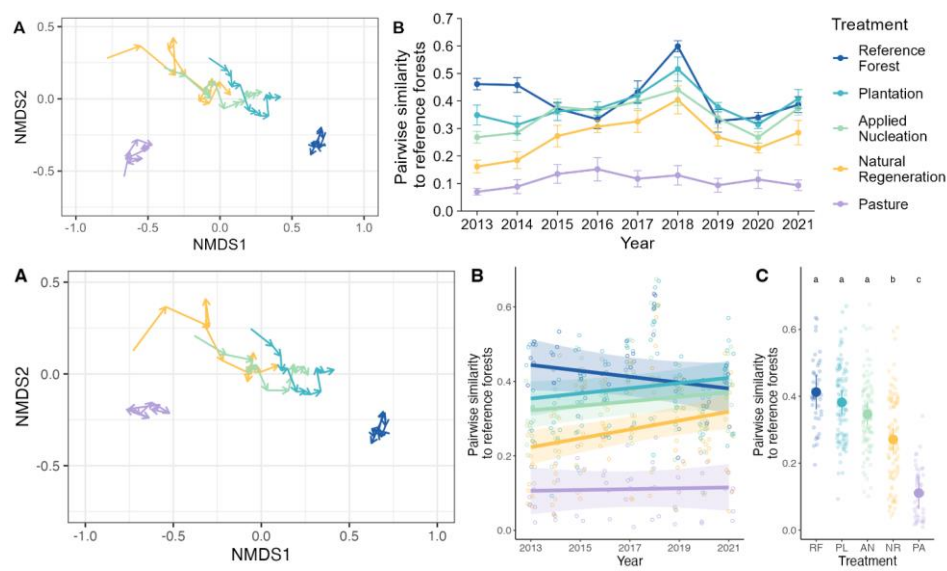 A
0.5
0.0
-0.5
-1.0
-0.5
0.0
0.5
1.0
NMDS2
NMDS1
B
0.7
0.6
0.5
0.4
0.3
0.2
0.1
0.0
Pairwise similarity
to reference forests
2013 2014 2015 2016 2017 2018 2019 2020 2021
Year
Treatment
Reference
Forest
Plantation
Applied
Nucleation
Natural
Regeneration
Pasture
A
0.5
0.0
-0.5
-1.0
-0.5
0.0
0.5
1.0
NMDS2
NMDS1
B
0.6
0.4
0.2
0.0
Pairwise similarity
to reference forests
2013 2015 2017 2019 2021
Year
C
a a a b c
0.6
0.4
0.2
0.0
Pairwise similarity
to reference forests
RF PL AN NR PA
Treatment